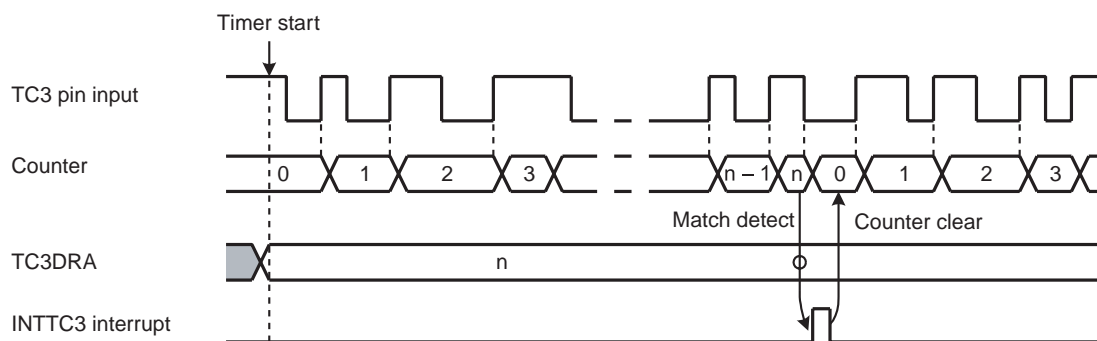 Timer start
TC3 pin input
Counter 0 1 2 3 n – 1 n 0 1 2 3
Match detect Counter clear
TC3DRA n
INTTC3 interrupt